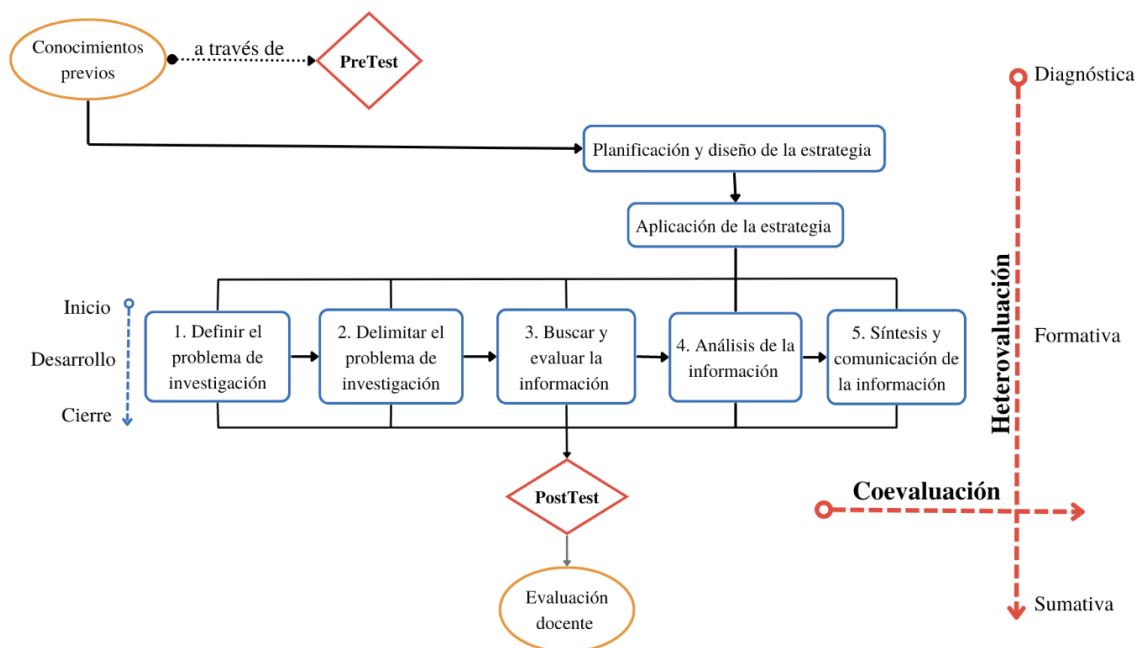 Conocimientos
previos
a través de
PreTest
Diagnóstica
Planificación y diseño de la estrategia
Aplicación de la estrategia
Inicio
Desarrollo
Cierre
1. Definir el
problema de
investigación
2. Delimitar el
problema de
investigación
3. Buscar y
evaluar la
información
4. Análisis de la
información
5. Síntesis y
comunicación de
la información
Heterovaluación
Formativa
PostTest
Coevaluación
Evaluación
docente
Sumativa